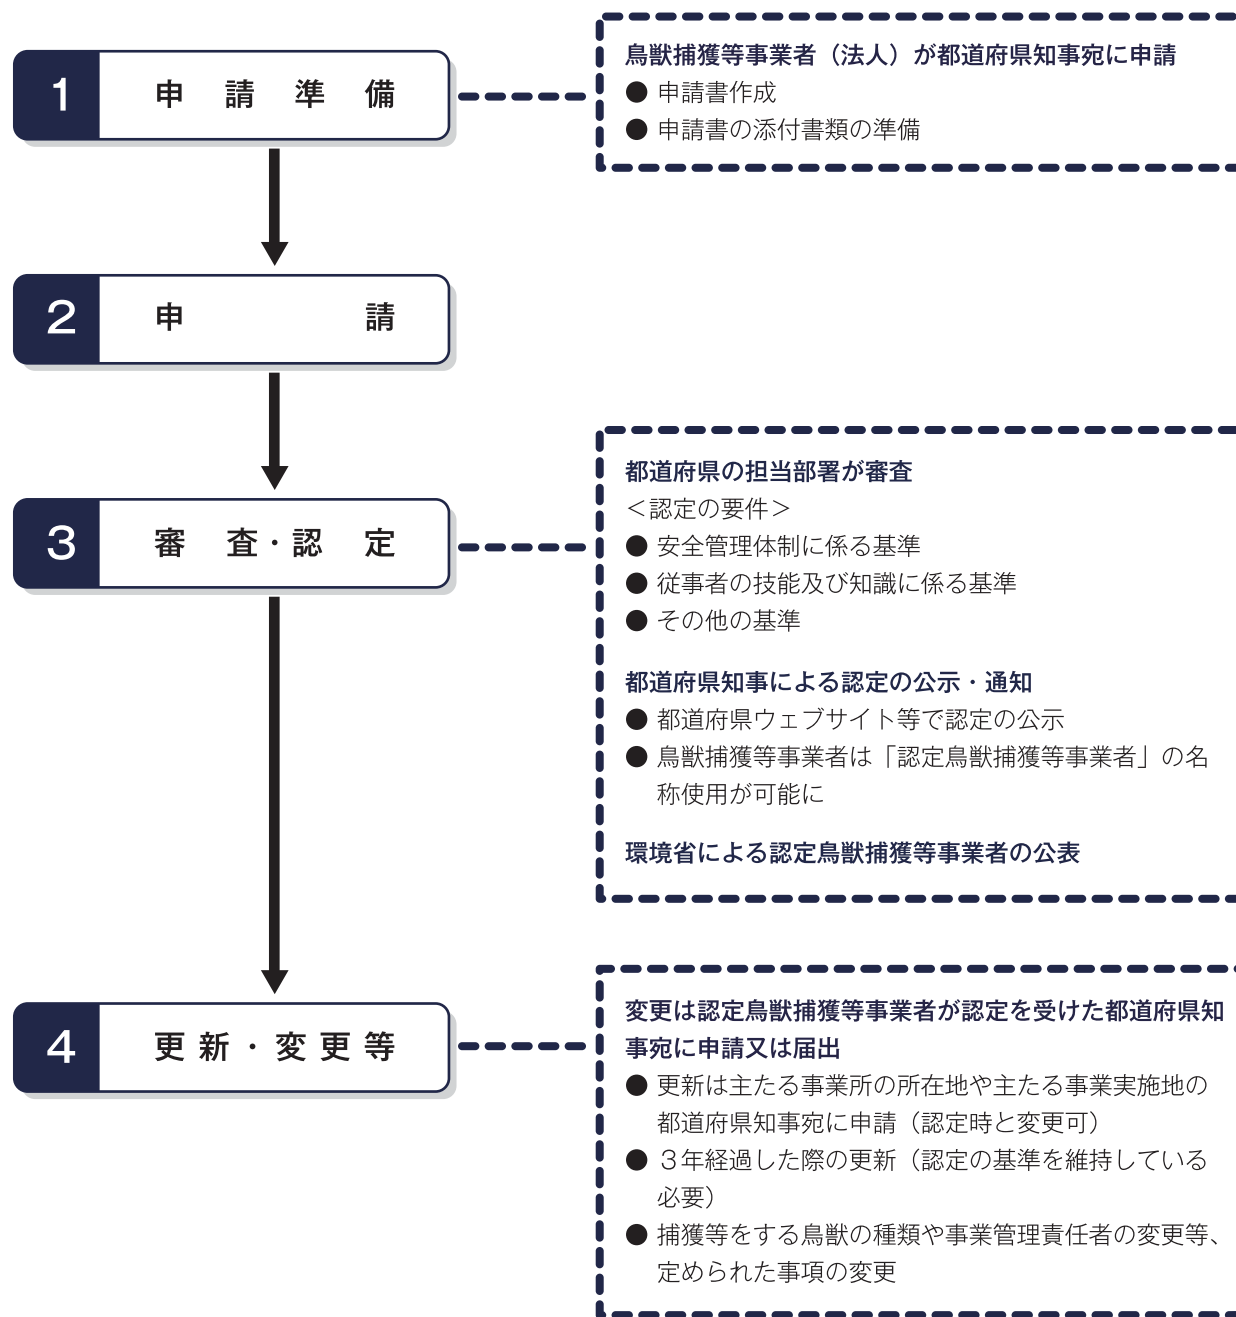 1 申請準備
鳥獣捕獲等事業者（法人）が都道府県知事宛に申請
● 申請書作成
● 申請書の添付書類の準備
2 申請
3 審査・認定
都道府県の担当部署が審査
＜認定の要件＞
● 安全管理体制に係る基準
● 従事者の技能及び知識に係る基準
● その他の基準
都道府県知事による認定の公示・通知
● 都道府県ウェブサイト等で認定の公示
● 鳥獣捕獲等事業者は「認定鳥獣捕獲等事業者」の名
称使用が可能に
環境省による認定鳥獣捕獲等事業者の公表
4 更新・変更等
変更は認定鳥獣捕獲等事業者が認定を受けた都道府県知
事宛に申請又は届出
● 更新は主たる事業所の所在地や主たる事業実施地の
都道府県知事宛に申請（認定時と変更可）
● ３年経過した際の更新（認定の基準を維持している
必要）
● 捕獲等をする鳥獣の種類や事業管理責任者の変更等、
定められた事項の変更